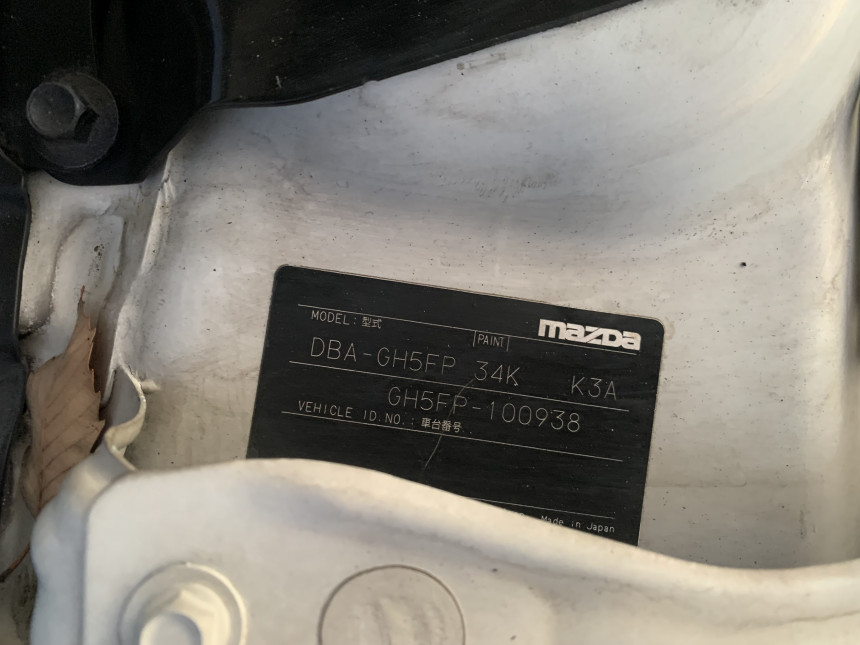 mazda
MODEL: 型式 PAINT
DBA-GH5FP 34K K3A
GH5FP-100938
VEHICLE ID.NO.: 車台番号
Made in Japan